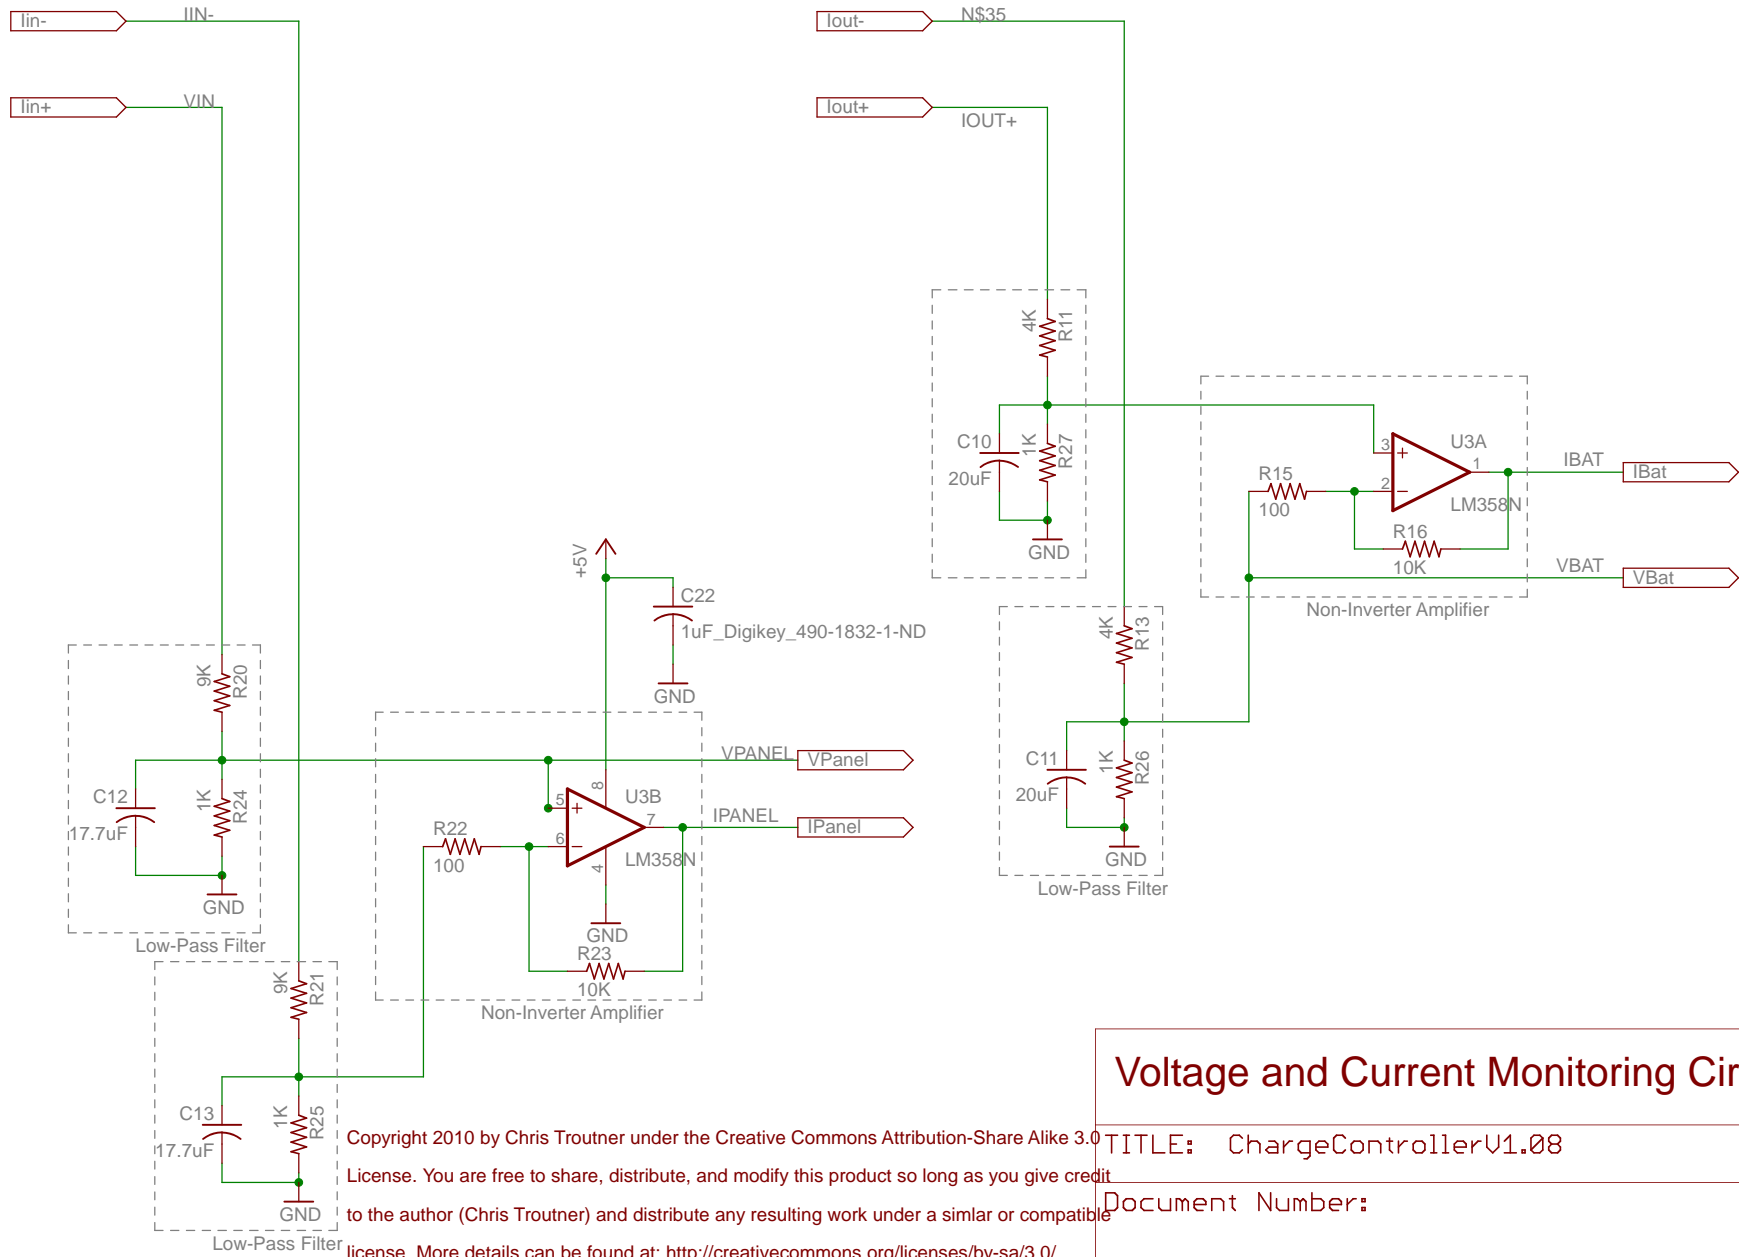 Iin-
IIN-
Iin+
VIN
Iout-
N$35
Iout+
IOUT+
4K
R11
C10
20uF
1K
R27
GND
3
2
1
U3A
LM358N
R15
100
R16
10K
IBAT
IBat
VBAT
VBat
Non-Inverter Amplifier
+5V
C22
1uF_Digikey_490-1832-1-ND
GND
4K
R13
C11
20uF
1K
R26
GND
Low-Pass Filter
9K
R20
C12
17.7uF
1K
R24
GND
Low-Pass Filter
VPANEL
VPanel
8
5
6
7
4
U3B
LM358N
IPANEL
IPanel
R22
100
GND
R23
10K
Non-Inverter Amplifier
9K
R21
C13
17.7uF
1K
R25
GND
Low-Pass Filter
Copyright 2010 by Chris Troutner under the Creative Commons Attribution-Share Alike 3.0
License. You are free to share, distribute, and modify this product so long as you give credit
to the author (Chris Troutner) and distribute any resulting work under a simlar or compatible
license. More details can be found at: http://creativecommons.org/licenses/by-sa/3.0/
Voltage and Current Monitoring Cir
TITLE: ChargeControllerV1.08
Document Number: